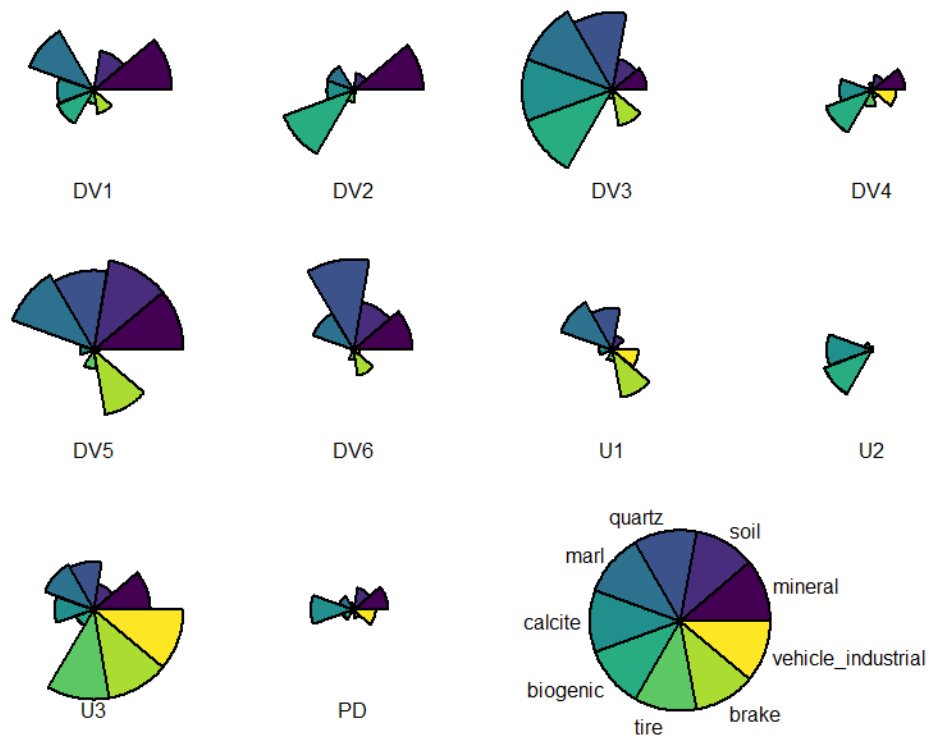 DV1
DV2
DV3
DV4
DV5
DV6
U1
U2
U3
PD
quartz
soil
marl
mineral
calcite
vehicle_industrial
biogenic
brake
tire